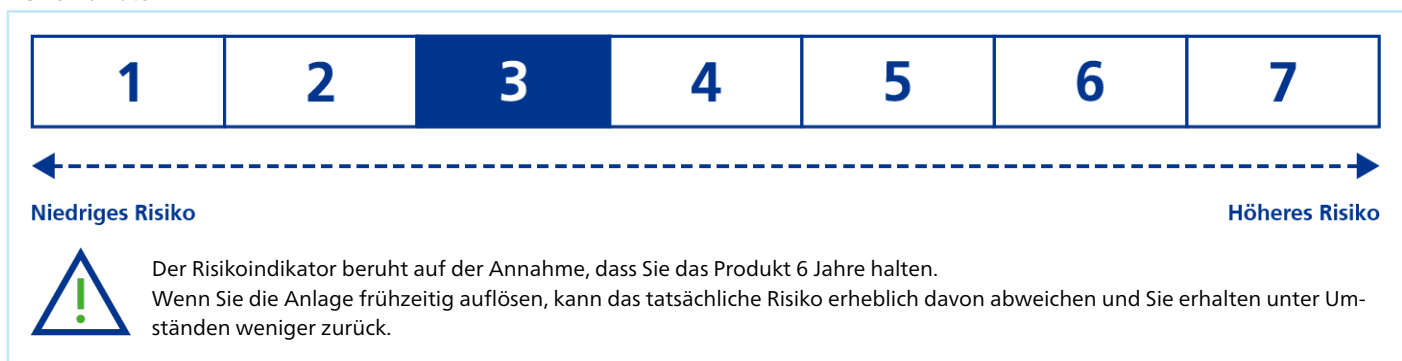 1 2 3 4 5 6 7
Niedriges Risiko Höheres Risiko
Der Risikoindikator beruht auf der Annahme, dass Sie das Produkt 6 Jahre halten.
Wenn Sie die Anlage frühzeitig auflösen, kann das tatsächliche Risiko erheblich davon abweichen und Sie erhalten unter Um-
ständen weniger zurück.